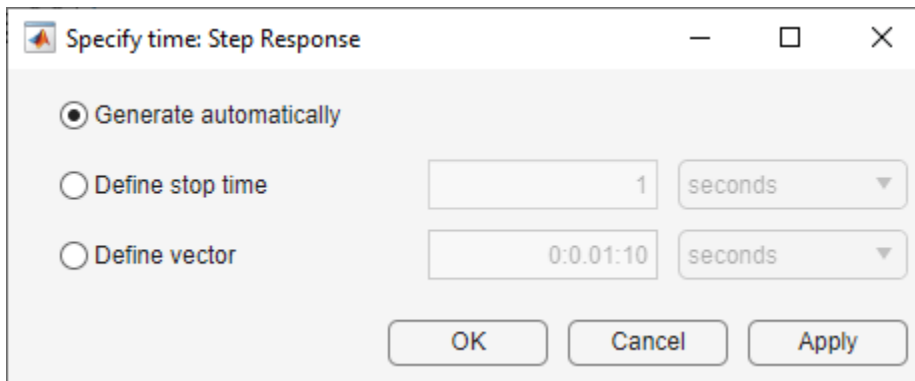 Specify time: Step Response
Generate automatically
Define stop time 1 seconds
Define vector 0:0.01:10 seconds
OK Cancel Apply